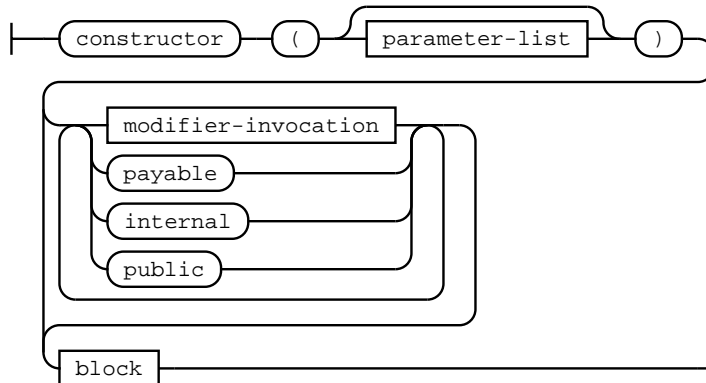 constructor ( parameter-list )
modifier-invocation
payable
internal
public
block